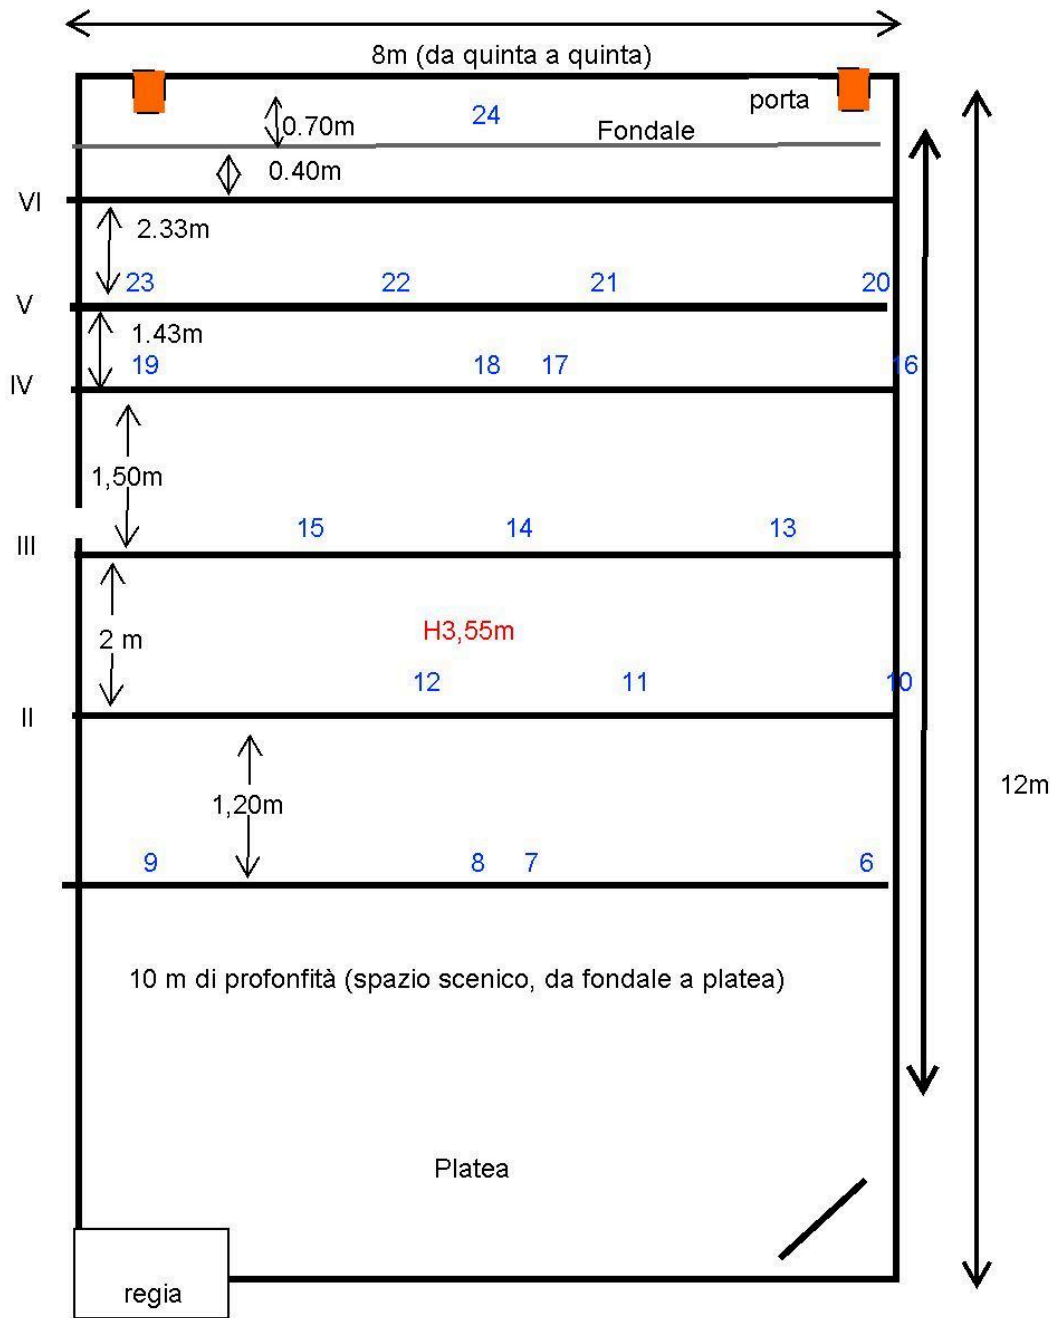 8m (da quinta a quinta)
porta
0.70m
24
Fondale
0.40m
VI
2.33m
23 22 21 20
V
1.43m
19 18 17 16
IV
1,50m
15 14 13
III
2 m
H3,55m
12 11 10
II
1,20m
12m
9 8 7 6
10 m di profonfità (spazio scenico, da fondale a platea)
Platea
regia